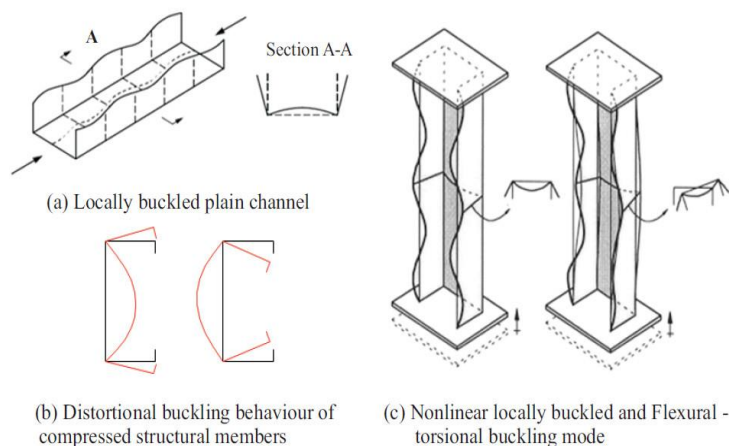 A
Section A-A
(a) Locally buckled plain channel
(b) Distortional buckling behaviour of
compressed structural members
(c) Nonlinear locally buckled and Flexural -
torsional buckling mode